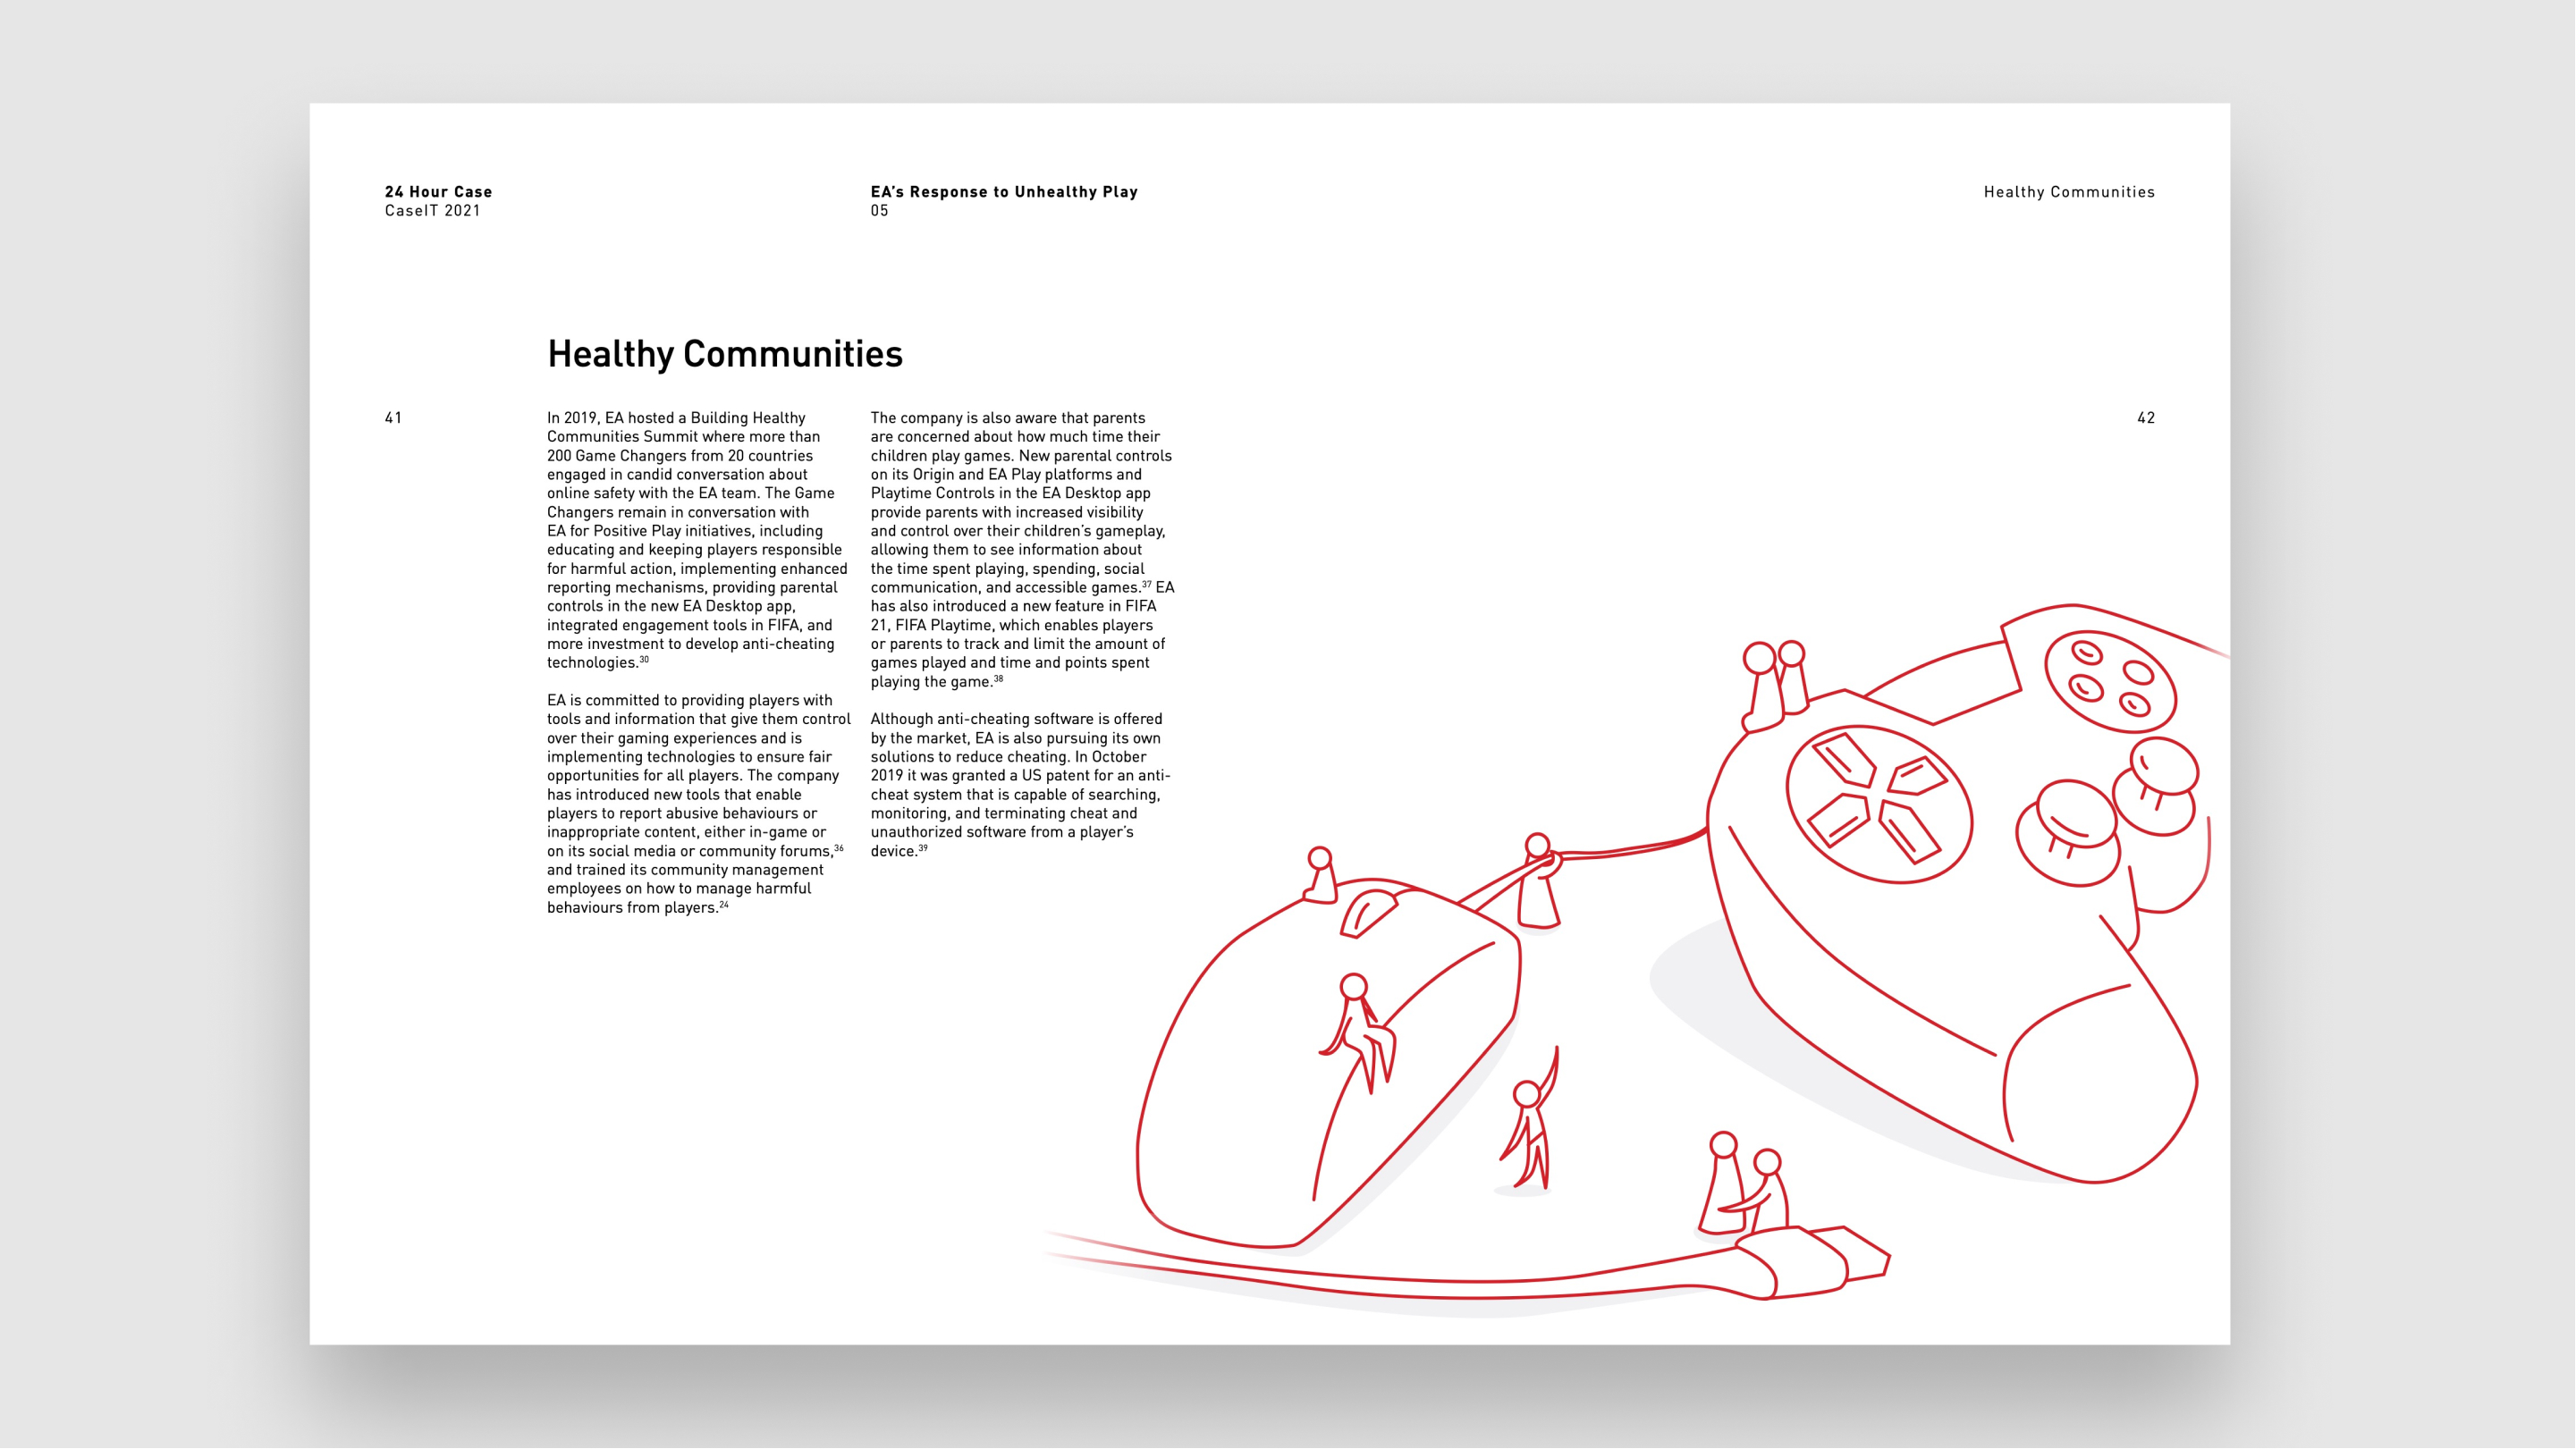 24 Hour Case
CaseIT 2021
EA’s Response to Unhealthy Play
05
Healthy Communities
Healthy Communities
41
In 2019, EA hosted a Building Healthy
Communities Summit where more than
200 Game Changers from 20 countries
engaged in candid conversation about
online safety with the EA team. The Game
Changers remain in conversation with
EA for Positive Play initiatives, including
educating and keeping players responsible
for harmful action, implementing enhanced
reporting mechanisms, providing parental
controls in the new EA Desktop app,
integrated engagement tools in FIFA, and
more investment to develop anti-cheating
technologies.30
EA is committed to providing players with
tools and information that give them control
over their gaming experiences and is
implementing technologies to ensure fair
opportunities for all players. The company
has introduced new tools that enable
players to report abusive behaviours or
inappropriate content, either in-game or
on its social media or community forums,36
and trained its community management
employees on how to manage harmful
behaviours from players.24
The company is also aware that parents
are concerned about how much time their
children play games. New parental controls
on its Origin and EA Play platforms and
Playtime Controls in the EA Desktop app
provide parents with increased visibility
and control over their children’s gameplay,
allowing them to see information about
the time spent playing, spending, social
communication, and accessible games.37 EA
has also introduced a new feature in FIFA
21, FIFA Playtime, which enables players
or parents to track and limit the amount of
games played and time and points spent
playing the game.38
Although anti-cheating software is offered
by the market, EA is also pursuing its own
solutions to reduce cheating. In October
2019 it was granted a US patent for an anti-
cheat system that is capable of searching,
monitoring, and terminating cheat and
unauthorized software from a player’s
device.39
42